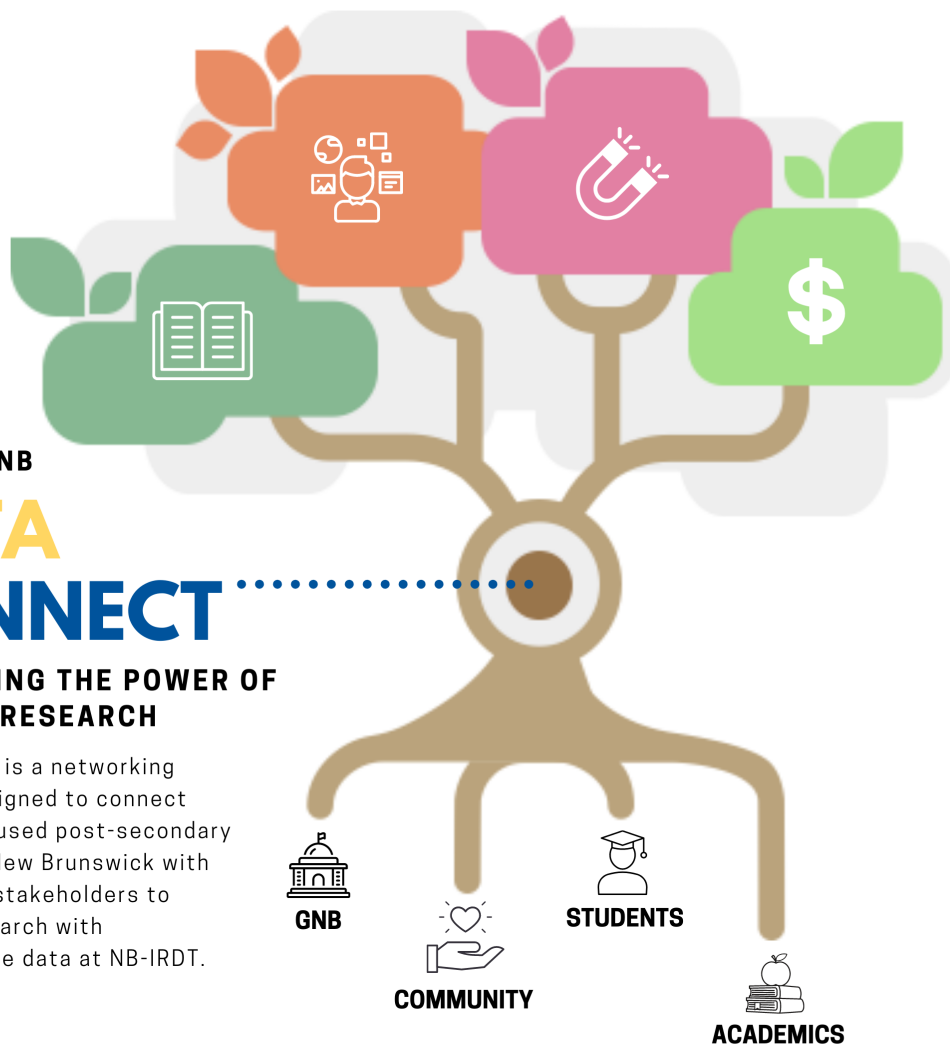 NB
TA
NNECT
ING THE POWER OF
RESEARCH
is a networking
igned to connect
used post-secondary
New Brunswick with
stakeholders to
arch with
e data at NB-IRDT.
$
GNB
STUDENTS
COMMUNITY
ACADEMICS